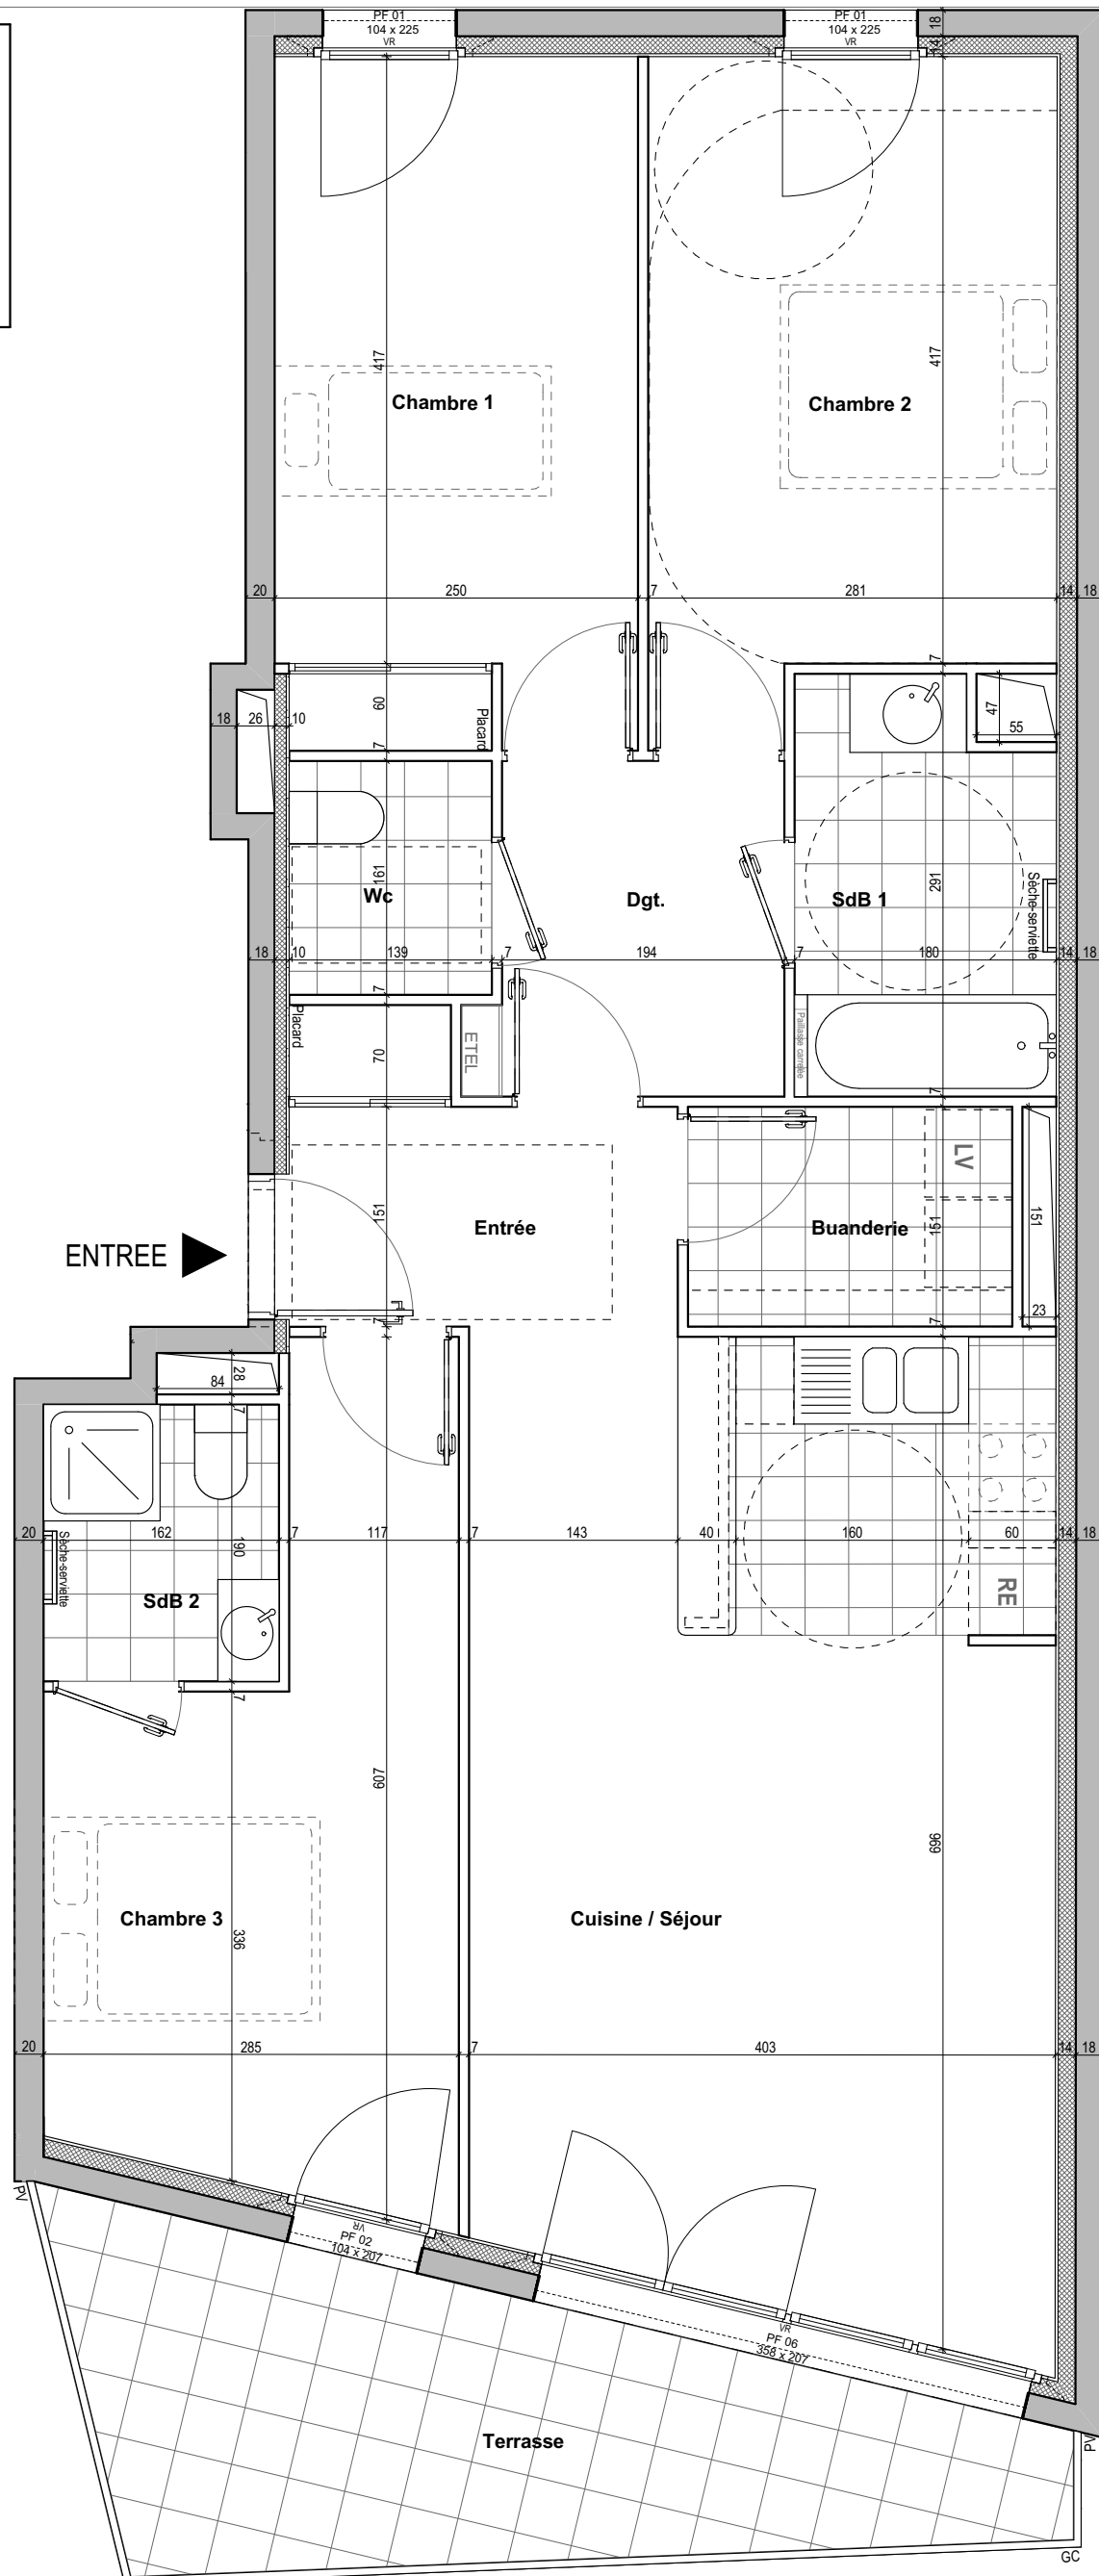 PF 01
104 x 225
VR
PF 01
104 x 225
VR
18
14
417
417
Chambre 1
Chambre 2
20
250
7
281
14
18
7
18
26
10
60
7
Placard
47
55
161
Wc
Dgt.
291
SdB 1
Sèche-serviette
18
10
139
7
194
7
180
14
18
7
Placard
70
ETEL
Paillasse carrelée
7
LV
151
Entrée
Buanderie
151
151
ENTREE
23
7
7
28
84
7
20
162
7
117
7
143
40
160
60
14
18
190
Sèche-serviette
SdB 2
RE
7
607
696
Chambre 3
336
Cuisine / Séjour
20
285
7
403
14
18
PV
VR
PF 02
104 x 207
VR
PF 06
358 x 207
Terrasse
PV
GC